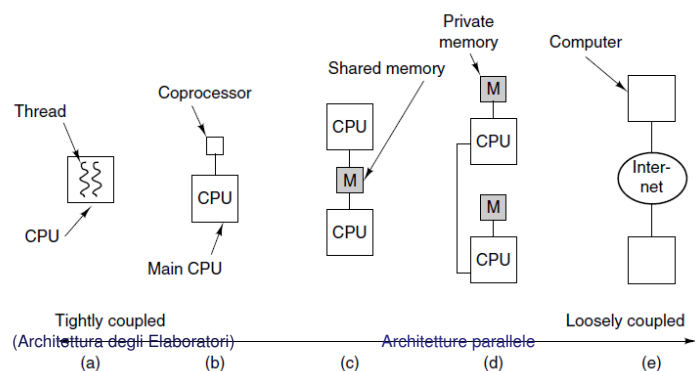 Private
memory
Computer
Shared memory
Coprocessor
Thread
M
CPU
M
CPU
CPU
M
CPU
M
CPU
Inter-
net
CPU
Main CPU
Tightly coupled
Loosely coupled
(Architettura degli Elaboratori)
Architetture parallele
(a)
(b)
(c)
(d)
(e)